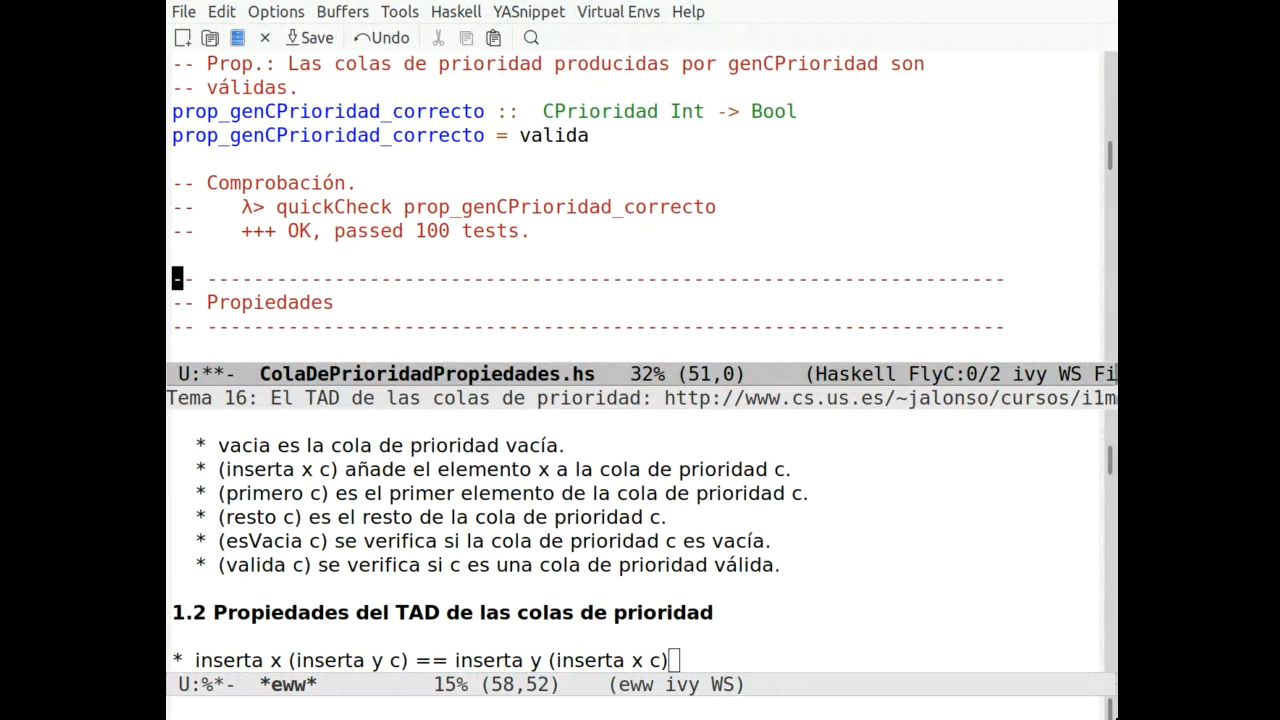 File Edit Options Buffers Tools Haskell YASnippet Virtual Envs Help
Save Undo
-- Prop.: Las colas de prioridad producidas por genCPrioridad son
-- válidas.
prop_genCPrioridad_correcto ::  CPrioridad Int -> Bool
prop_genCPrioridad_correcto = valida
-- Comprobación.
--    λ> quickCheck prop_genCPrioridad_correcto
--    +++ OK, passed 100 tests.
-- ---------------------------------------------------------------------
-- Propiedades
-- ---------------------------------------------------------------------
U:**-  ColaDePrioridadPropiedades.hs   32% (51,0)     (Haskell FlyC:0/2 ivy WS Fi
Tema 16: El TAD de las colas de prioridad: http://www.cs.us.es/~jalonso/cursos/i1m
* vacia es la cola de prioridad vacía.
* (inserta x c) añade el elemento x a la cola de prioridad c.
* (primero c) es el primer elemento de la cola de prioridad c.
* (resto c) es el resto de la cola de prioridad c.
* (esVacia c) se verifica si la cola de prioridad c es vacía.
* (valida c) se verifica si c es una cola de prioridad válida.
1.2 Propiedades del TAD de las colas de prioridad
* inserta x (inserta y c) == inserta y (inserta x c)
U:%*-  *eww*          15% (58,52)     (eww ivy WS)